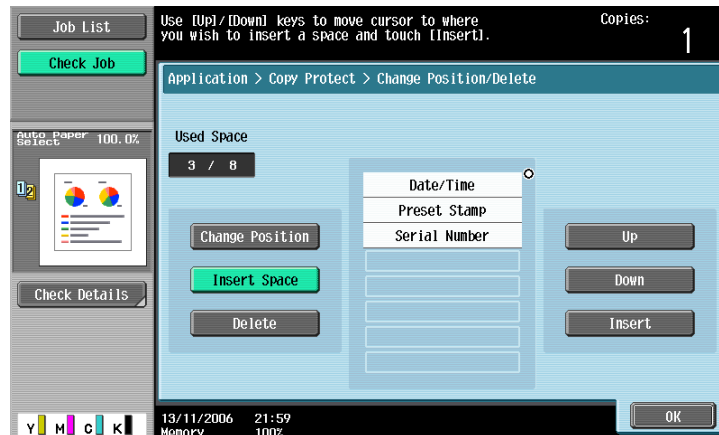 Job List
Check Job
Use [Up]/[Down] keys to move cursor to where
you wish to insert a space and touch [Insert].
Copies:
1
Application > Copy Protect > Change Position/Delete
Auto Paper
Select
100.0%
1 2
Check Details
Used Space
3 / 8
Change Position
Insert Space
Delete
Date/Time
Preset Stamp
Serial Number
Up
Down
Insert
Y M C K
13/11/2006 21:59
Memory 100%
OK